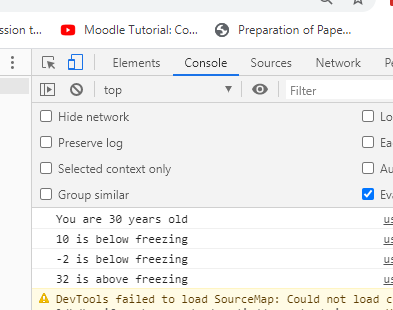 ssion t... Moodle Tutorial: Co... Preparation of Pape...
Elements Console Sources Network
top Filter
Hide network
Preserve log
Selected context only
Group similar Eva
You are 30 years old
10 is below freezing
-2 is below freezing
32 is above freezing
DevTools failed to load SourceMap: Could not load c